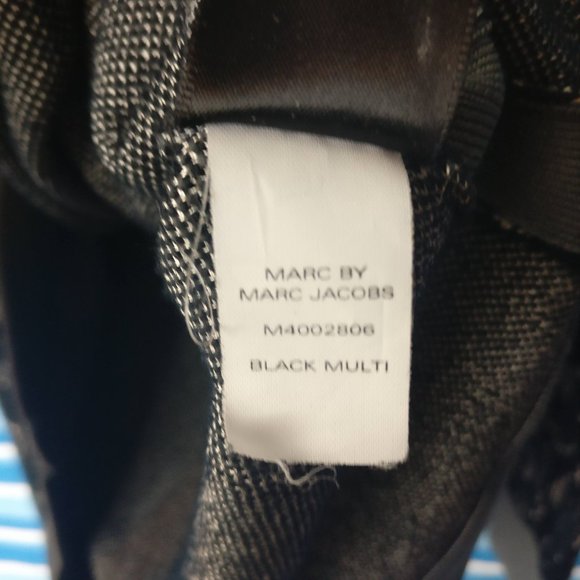 MARC BY
MARC JACOBS
M4002806
BLACK MULTI